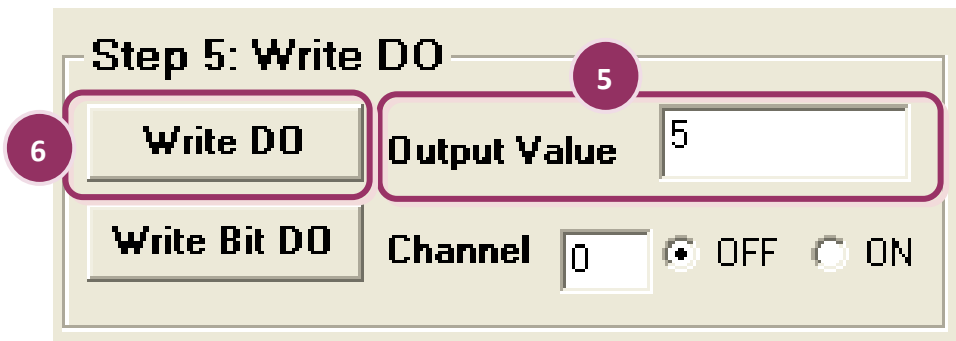 Step 5: Write DO
5
6
Write DO
Output Value
5
Write Bit DO
Channel
0
OFF
ON